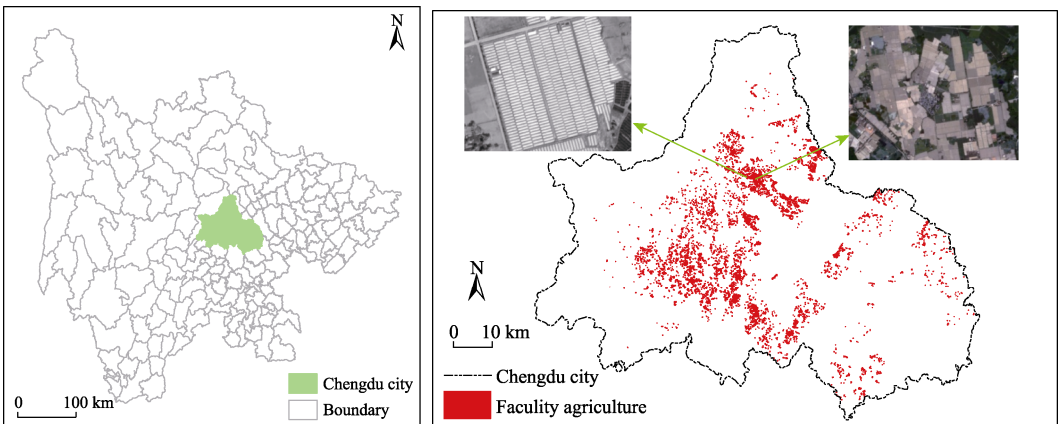 N
Chengdu city
Boundary
0 100 km
N
0 10 km
Chengdu city
Faculity agriculture